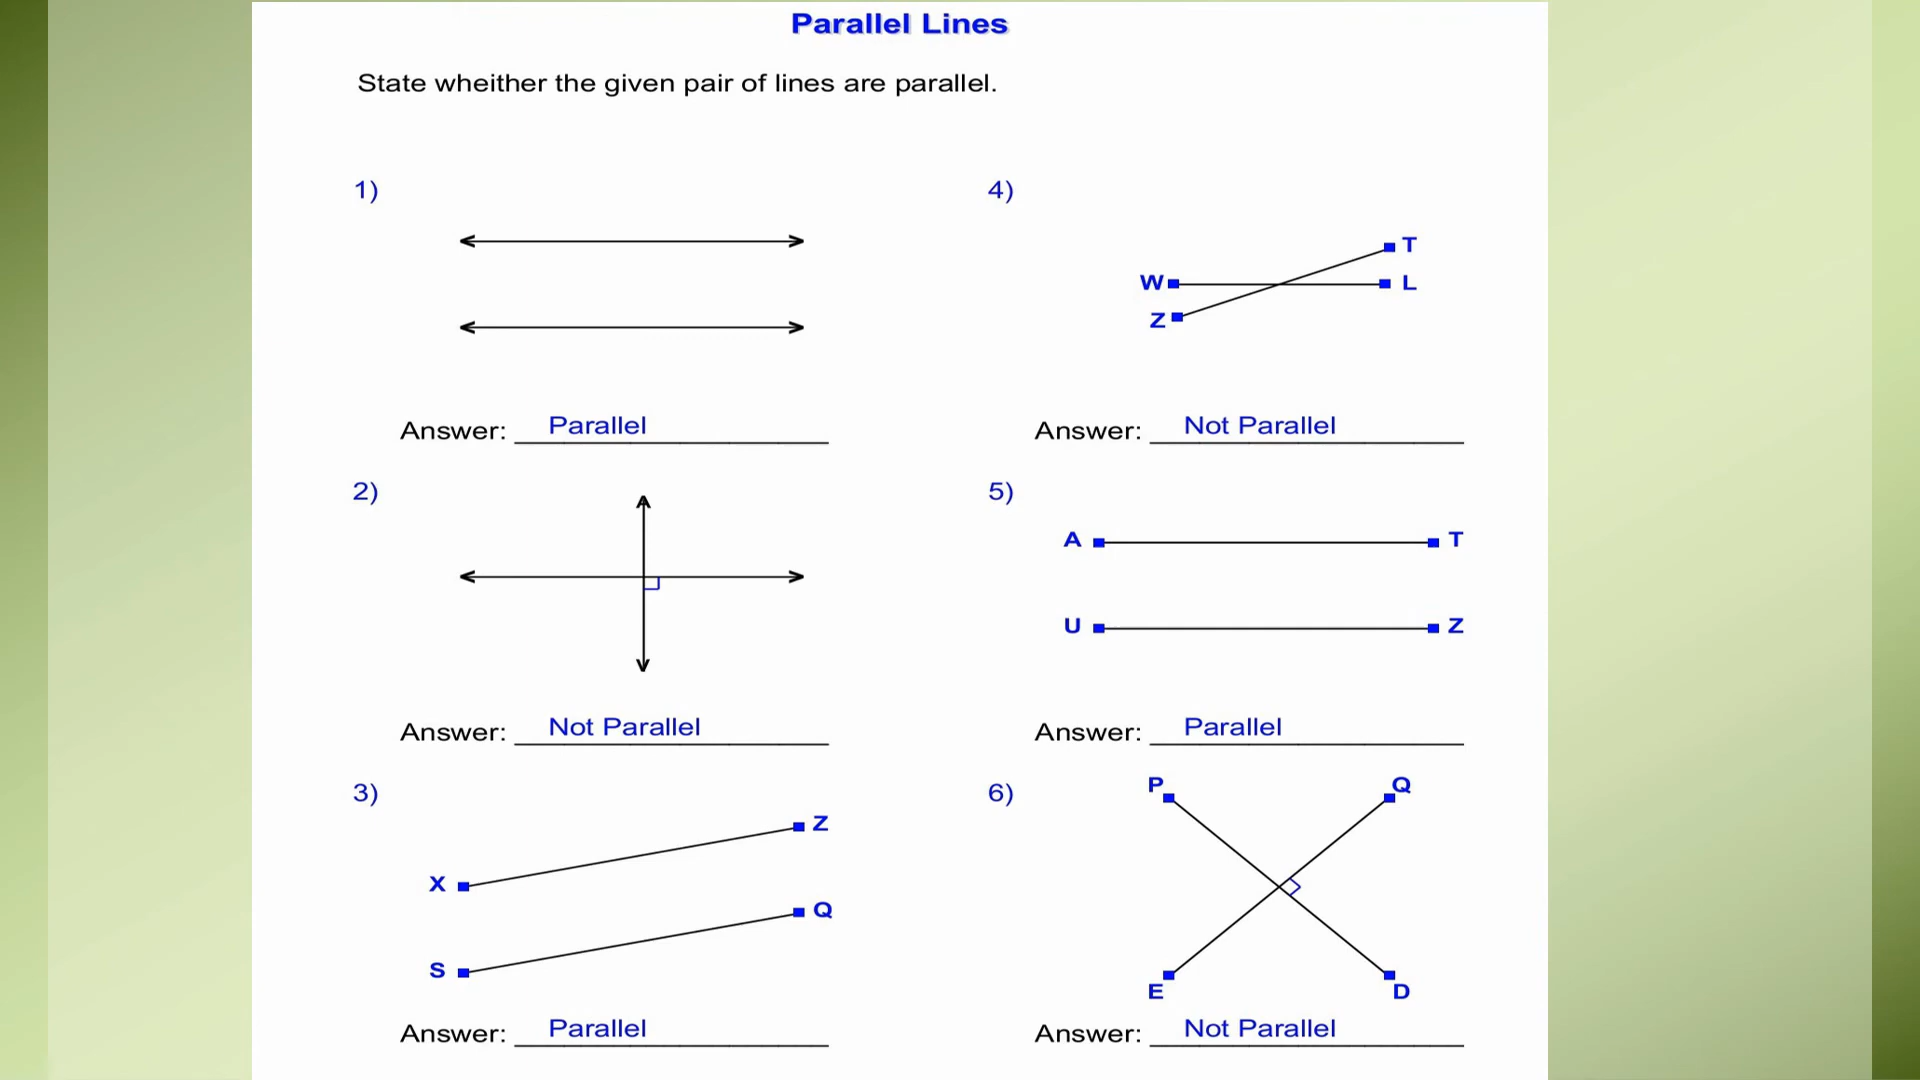 Parallel Lines
State wheither the given pair of lines are parallel.
1)
Answer: Parallel
2)
Answer: Not Parallel
3)
X
Z
S
Q
Answer: Parallel
4)
T
W
L
Z
Answer: Not Parallel
5)
A
T
U
Z
Answer: Parallel
6)
P
Q
E
D
Answer: Not Parallel